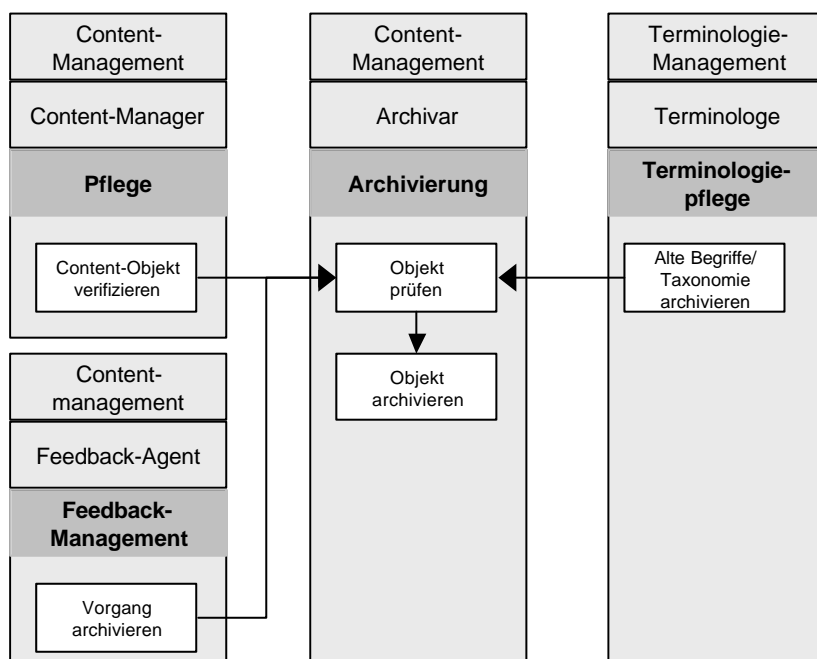 Content-
Management
Content-Manager
Pflege
Content-Objekt
verifizieren
Content-
management
Feedback-Agent
Feedback-
Management
Vorgang
archivieren
Content-
Management
Archivar
Archivierung
Objekt
prüfen
Objekt
archivieren
Terminologie-
Management
Terminologe
Terminologie-
pflege
Alte Begriffe/
Taxonomie
archivieren